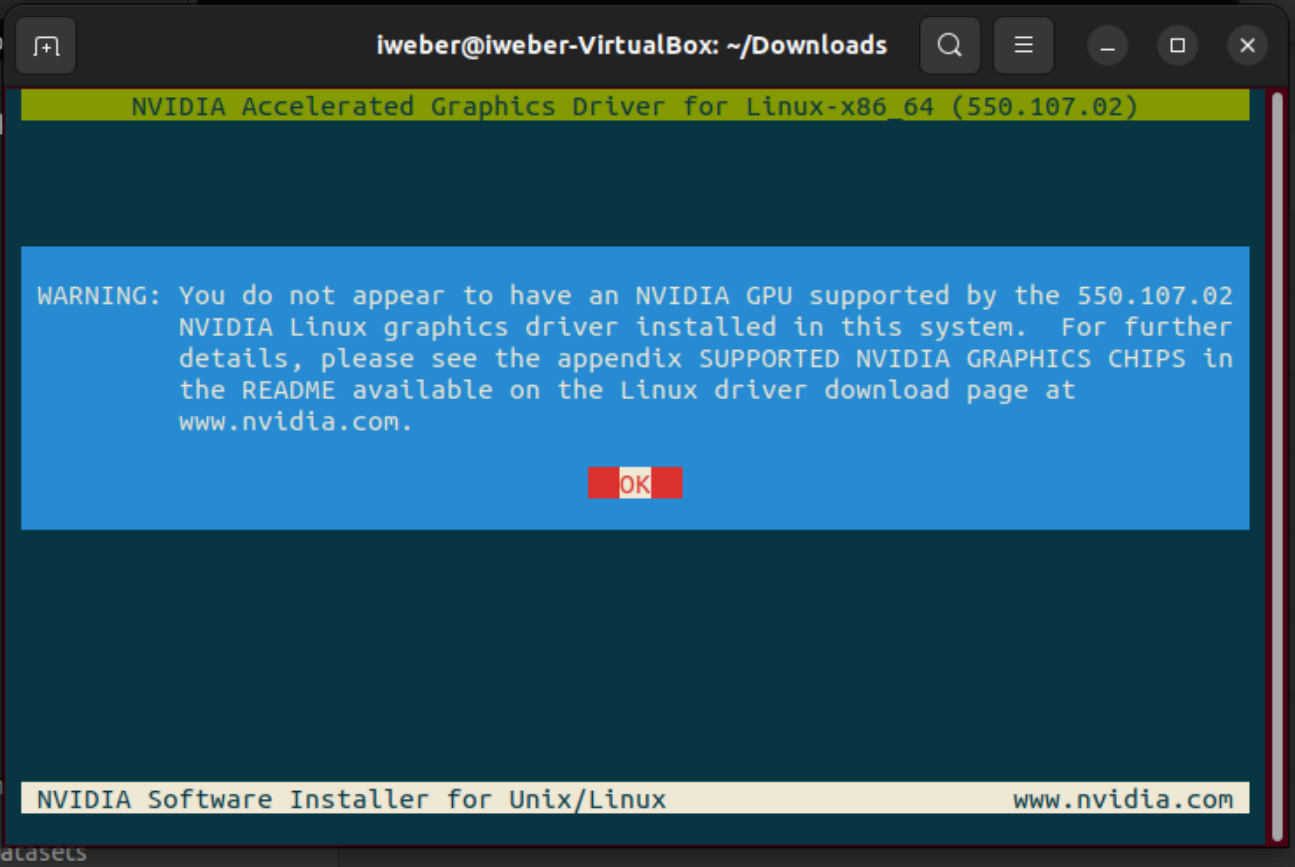 iweber@iweber-VirtualBox: ~/Downloads
NVIDIA Accelerated Graphics Driver for Linux-x86_64 (550.107.02)
WARNING: You do not appear to have an NVIDIA GPU supported by the 550.107.02
NVIDIA Linux graphics driver installed in this system.  For further
details, please see the appendix SUPPORTED NVIDIA GRAPHICS CHIPS in
the README available on the Linux driver download page at
www.nvidia.com.
OK
NVIDIA Software Installer for Unix/Linux www.nvidia.com
atasets